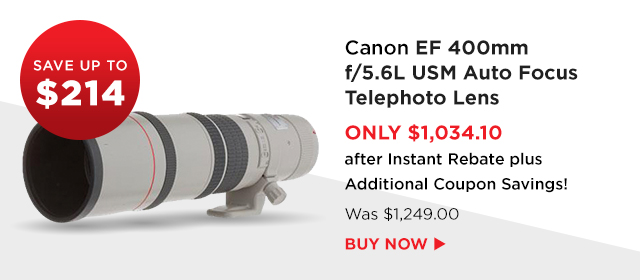 SAVE UP TO
$214
Canon EF 400mm
f/5.6L USM Auto Focus
Telephoto Lens
ONLY $1,034.10
after Instant Rebate plus
Additional Coupon Savings!
Was $1,249.00
BUY NOW ▶